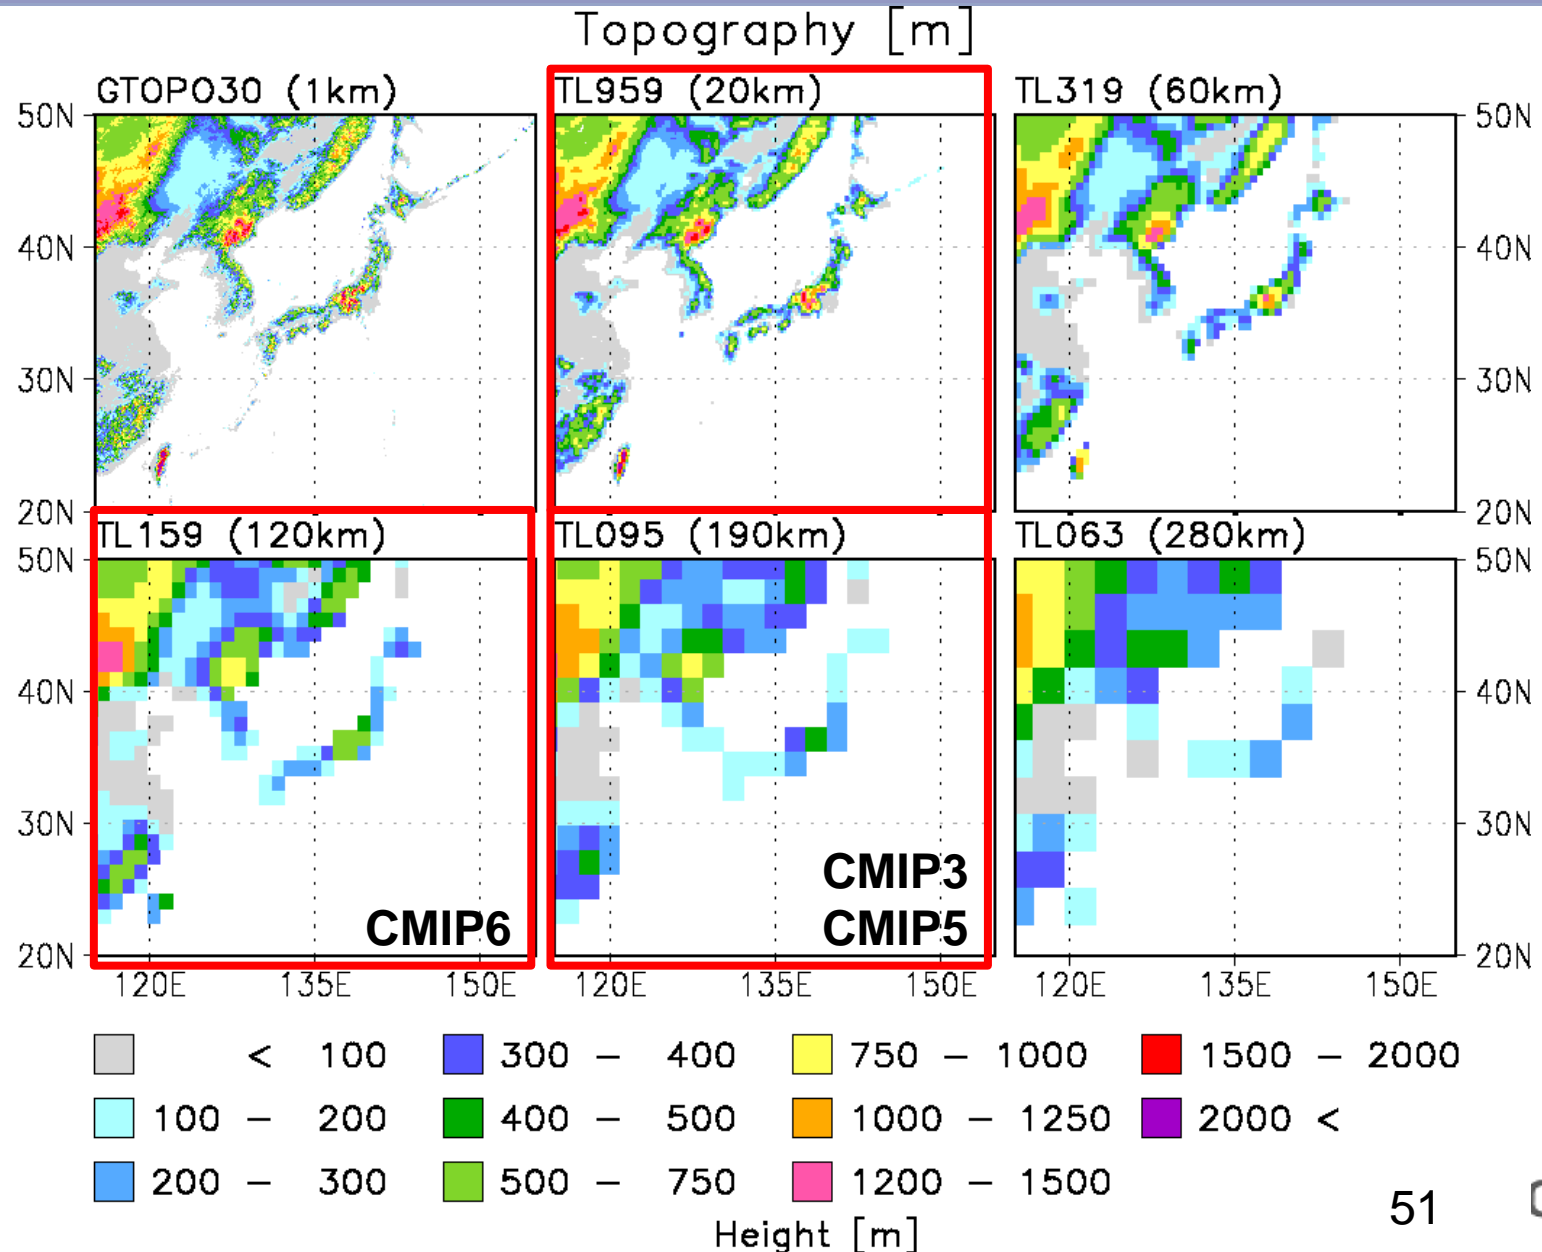 Topography [m]
GTOPO30 (1km)
TL959 (20km)
TL319 (60km)
50N
50N
40N
40N
30N
30N
20N
20N
TL159 (120km)
TL095 (190km)
TL063 (280km)
50N
50N
40N
40N
30N
30N
CMIP6
CMIP3
CMIP5
20N
20N
120E 135E 150E
120E 135E 150E
120E 135E 150E
< 100
300 - 400
750 - 1000
1500 - 2000
100 - 200
400 - 500
1000 - 1250
2000 <
200 - 300
500 - 750
1200 - 1500
Height [m]
51